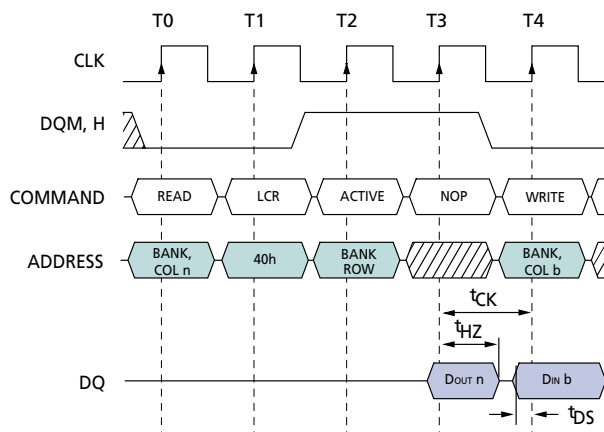 T0 T1 T2 T3 T4
CLK
DQM, H
COMMAND READ LCR ACTIVE NOP WRITE
ADDRESS BANK, COL n 40h BANK ROW BANK, COL b
tCK
tHZ
DQ DOUT n DIN b
tDS